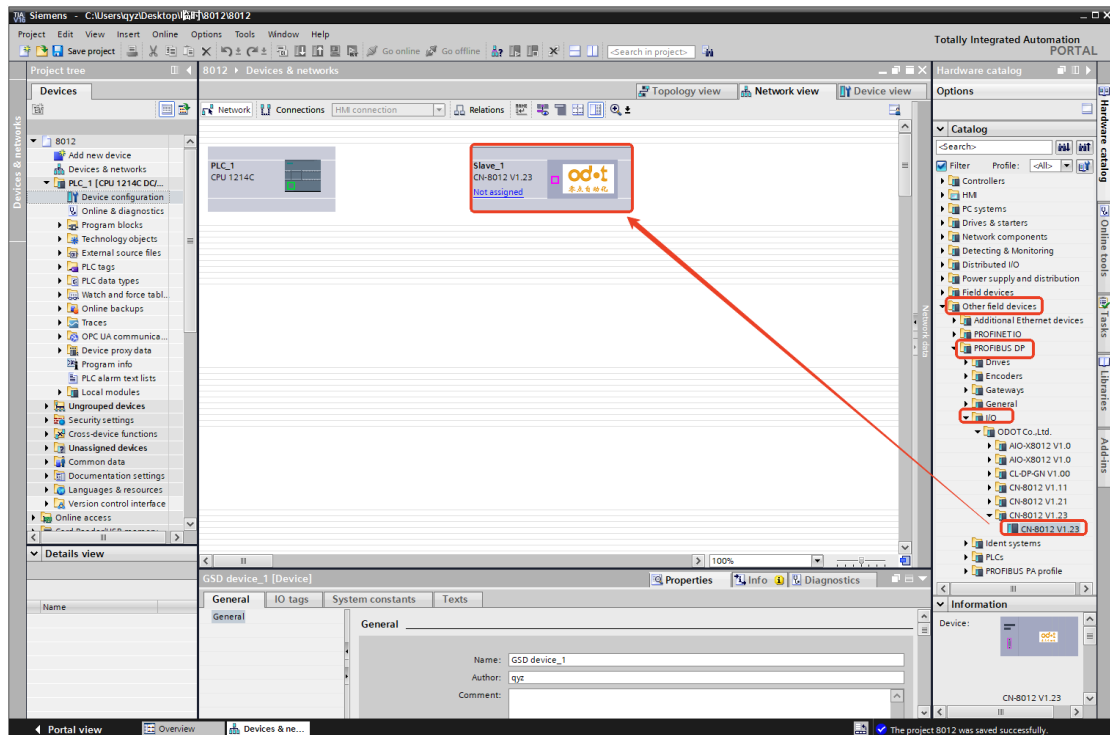 Siemens - C:\Users\qyz\Desktop\临时\8012\8012
Project Edit View Insert Online Options Tools Window Help
Save project
Go online
Go offline
<Search in project>
Totally Integrated Automation
PORTAL
Project tree
Devices
Devices & networks
8012
Add new device
Devices & networks
PLC_1 [CPU 1214C DC/...
Device configuration
Online & diagnostics
Program blocks
Technology objects
External source files
PLC tags
PLC data types
Watch and force tabl...
Online backups
Traces
OPC UA communica...
Device proxy data
Program info
PLC alarm text lists
Local modules
Ungrouped devices
Security settings
Cross-device functions
Unassigned devices
Common data
Documentation settings
Languages & resources
Version control interface
Online access
Card Reader/USB memory
Details view
Name
8012 Devices & networks
Topology view
Network view
Device view
Network
Connections
HMI connection
Relations
PLC_1
CPU 1214C
Slave_1
CN-8012 V1.23
Not assigned
odot
零点自动化
Network data
100%
GSD device_1 [Device]
Properties
Info
Diagnostics
General
IO tags
System constants
Texts
General
General
Name:
GSD device_1
Author:
qyz
Comment:
Hardware catalog
Options
Catalog
<Search>
Filter
Profile:
<All>
Controllers
HMI
PC systems
Drives & starters
Network components
Detecting & Monitoring
Distributed I/O
Power supply and distribution
Field devices
Other field devices
Additional Ethernet devices
PROFINET IO
PROFIBUS DP
Drives
Encoders
Gateways
General
I/O
ODOT Co.,Ltd.
AIO-X8012 V1.0
AIO-X8012 V1.0
CL-DP-GN V1.00
CN-8012 V1.11
CN-8012 V1.21
CN-8012 V1.23
CN-8012 V1.23
Ident systems
PLCs
PROFIBUS PA profile
Information
Device:
odot
CN-8012 V1.23
Hardware catalog
Online tools
Tasks
Libraries
Add-ins
Portal view
Overview
Devices & ne...
The project 8012 was saved successfully.